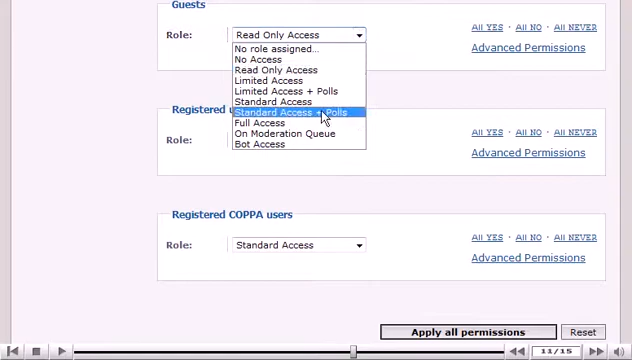 Guests
Role: Read Only Access All YES · All NO · All NEVER
Advanced Permissions
No role assigned...
No Access
Read Only Access
Limited Access
Limited Access + Polls
Standard Access
Registered u
Standard Access + Polls
Full Access
On Moderation Queue
Bot Access
Role: All YES · All NO · All NEVER
Advanced Permissions
Registered COPPA users
Role: Standard Access All YES · All NO · All NEVER
Advanced Permissions
Apply all permissions Reset
11/15